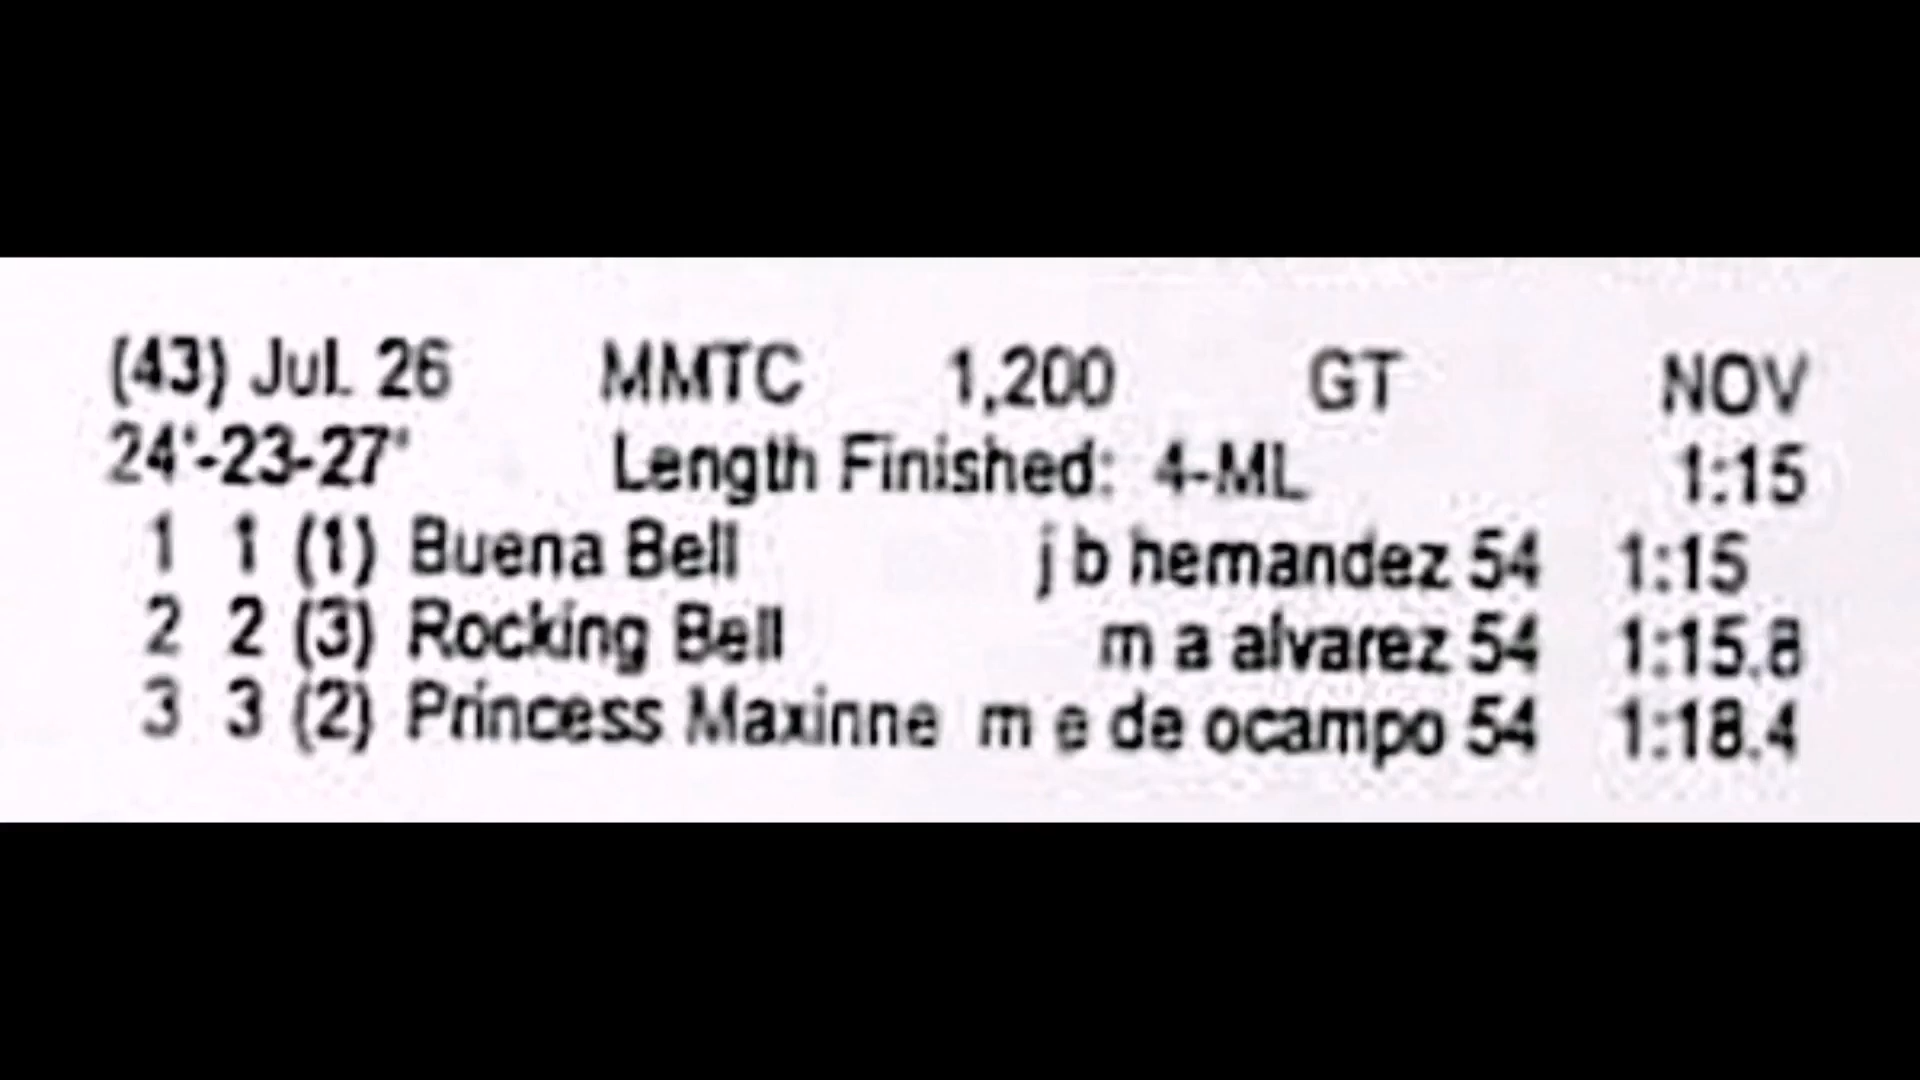 (43) Jul. 26 MMTC 1,200 GT NOV
24'-23-27' Length Finished: 4-ML 1:15
1 1 (1) Buena Bell j b hernandez 54 1:15
2 2 (3) Rocking Bell m a alvarez 54 1:15.8
3 3 (2) Princess Maxinne m e de ocampo 54 1:18.4